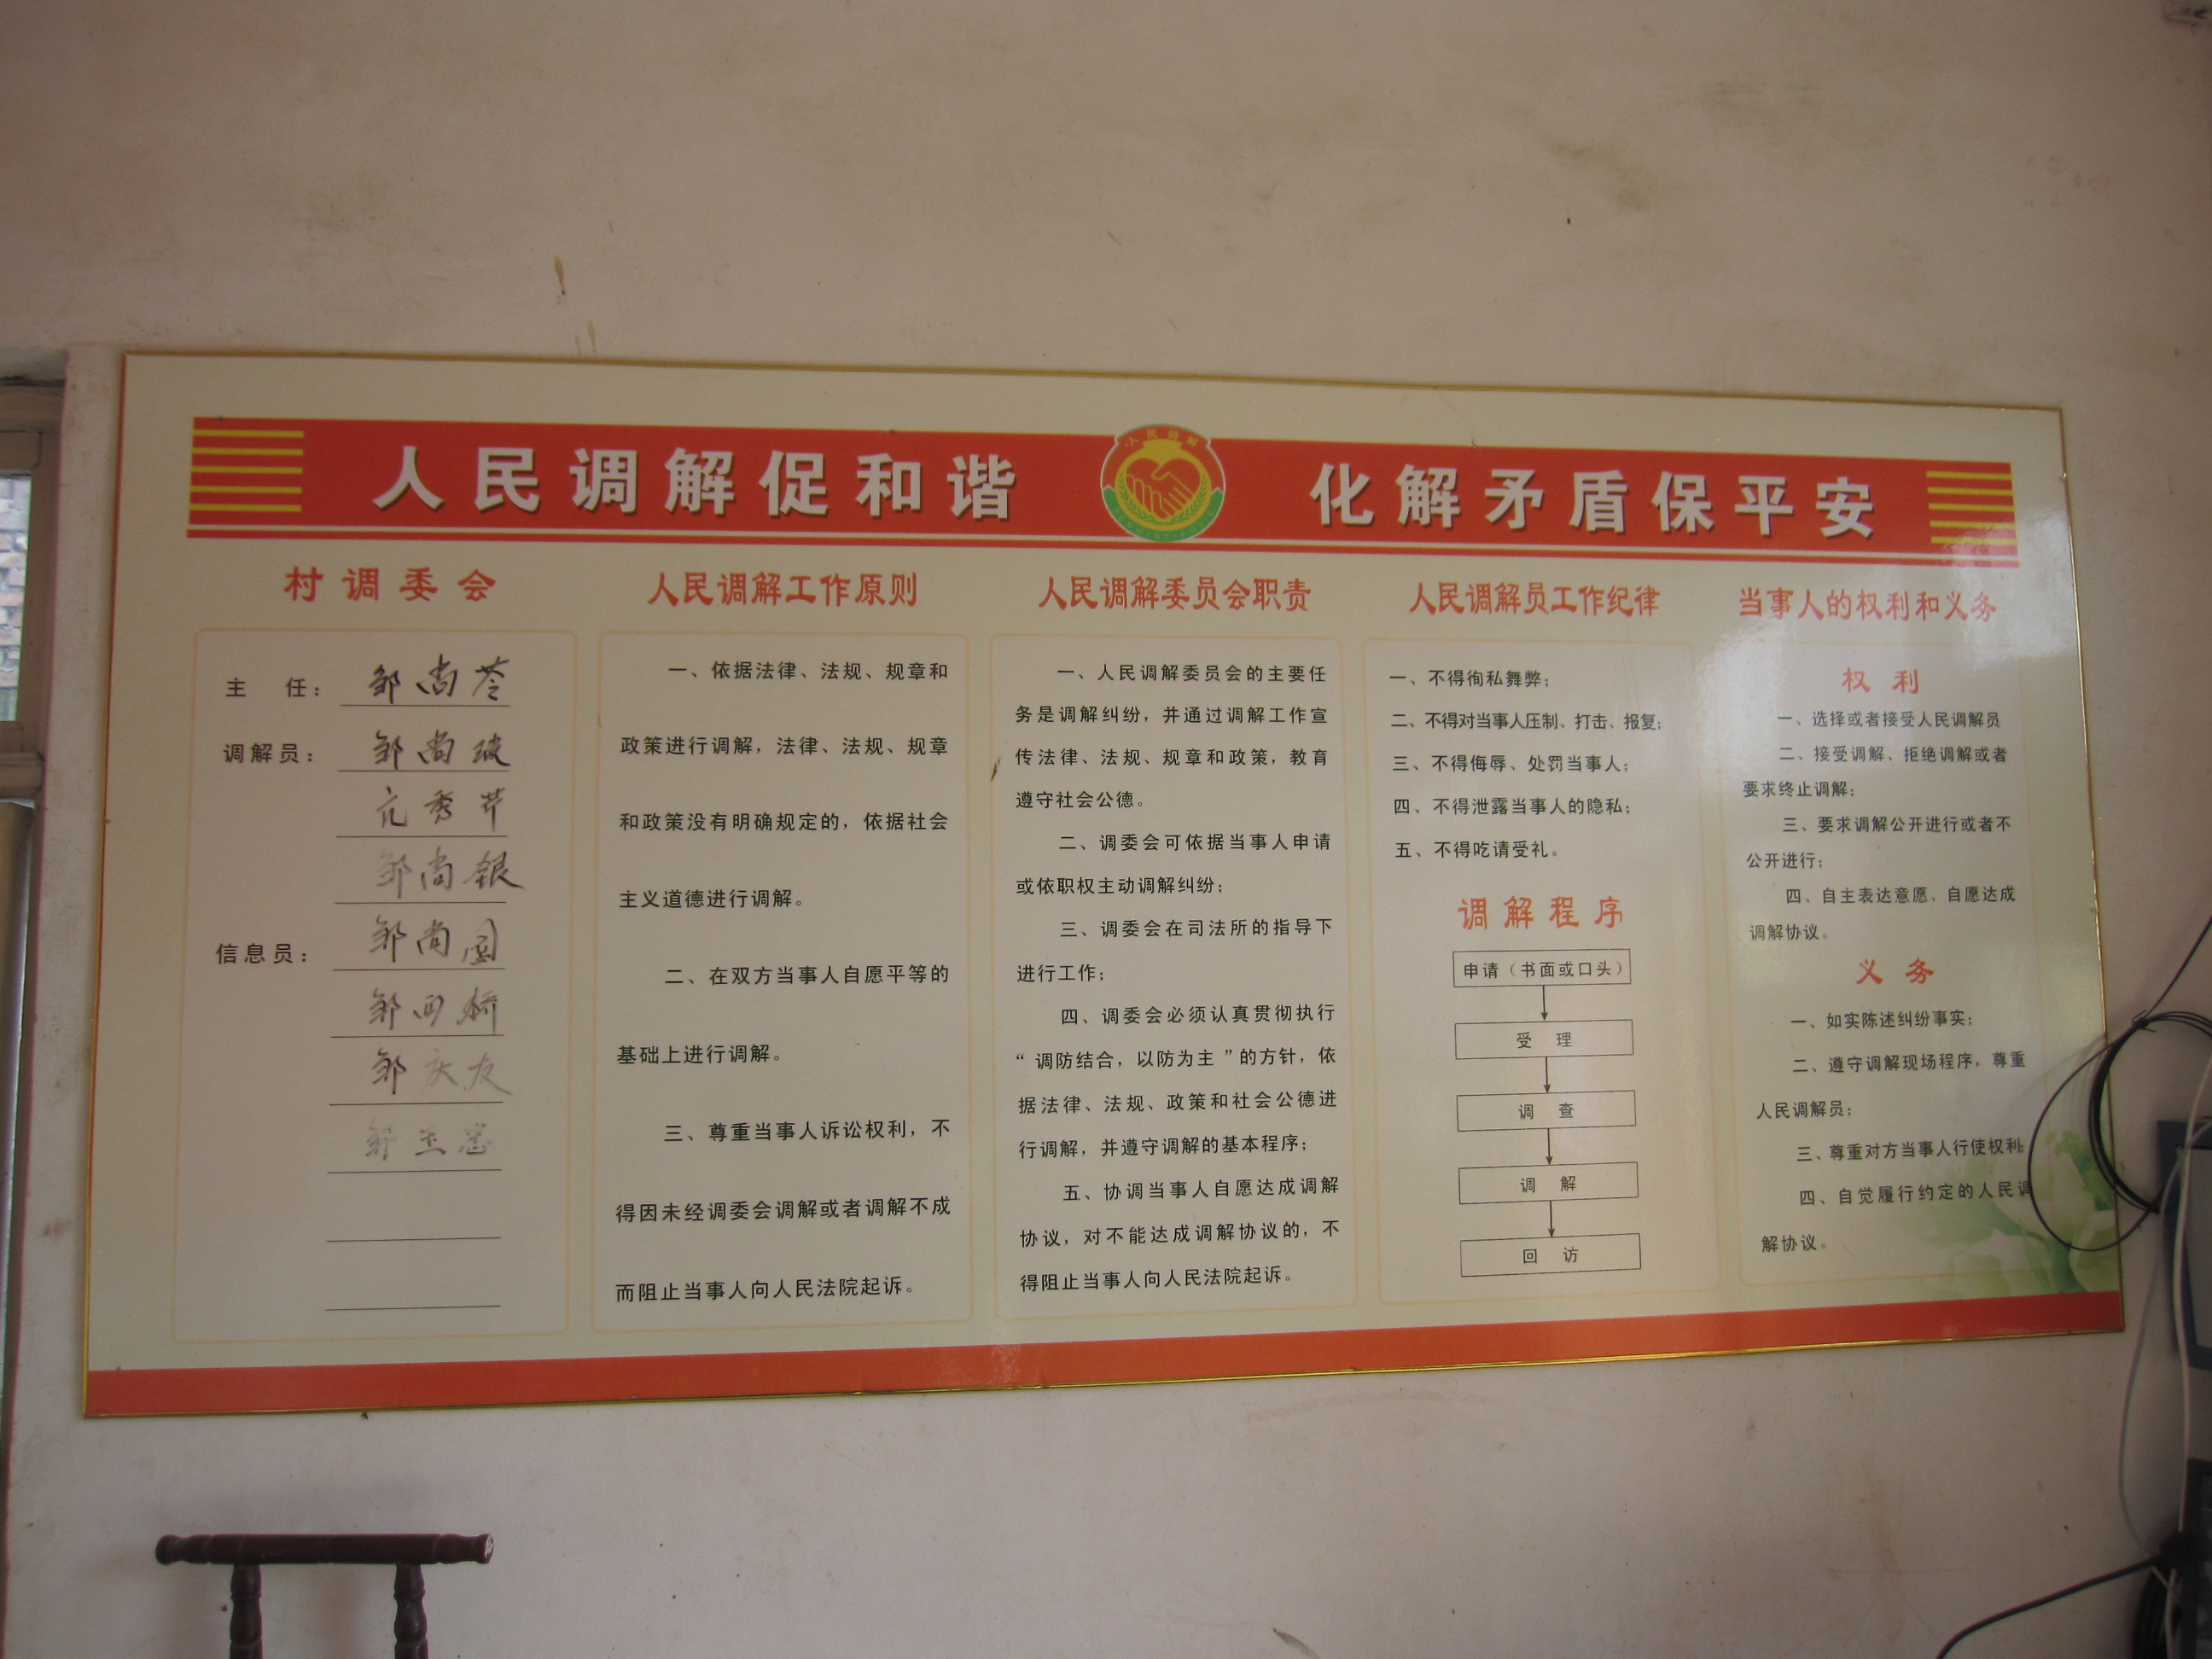 人民调解促和谐
人民调解
化解矛盾保平安
村调委会
主 任： 邹尚苓
调解员： 邹尚
亓秀芹
邹尚银
信息员： 邹尚圆
邹西桥
邹庆友
邹玉忠
人民调解工作原则
一、依据法律、法规、规章和
政策进行调解，法律、法规、规章
和政策没有明确规定的，依据社会
主义道德进行调解。
二、在双方当事人自愿平等的
基础上进行调解。
三、尊重当事人诉讼权利，不
得因未经调委会调解或者调解不成
而阻止当事人向人民法院起诉。
人民调解委员会职责
一、人民调解委员会的主要任
务是调解纠纷，并通过调解工作宣
传法律、法规、规章和政策，教育
遵守社会公德。
二、调委会可依据当事人申请
或依职权主动调解纠纷；
三、调委会在司法所的指导下
进行工作；
四、调委会必须认真贯彻执行
“调防结合，以防为主”的方针，依
据法律、法规、政策和社会公德进
行调解，并遵守调解的基本程序；
五、协调当事人自愿达成调解
协议，对不能达成调解协议的，不
得阻止当事人向人民法院起诉。
人民调解员工作纪律
一、不得徇私舞弊；
二、不得对当事人压制、打击、报复；
三、不得侮辱、处罚当事人；
四、不得泄露当事人的隐私；
五、不得吃请受礼。
调解程序
申请（书面或口头）
受 理
调 查
调 解
回 访
当事人的权利和义务
权 利
一、选择或者接受人民调解员
二、接受调解、拒绝调解或者
要求终止调解；
三、要求调解公开进行或者不
公开进行；
四、自主表达意愿、自愿达成
调解协议。
义 务
一、如实陈述纠纷事实；
二、遵守调解现场程序，尊重
人民调解员；
三、尊重对方当事人行使权利；
四、自觉履行约定的人民调
解协议。